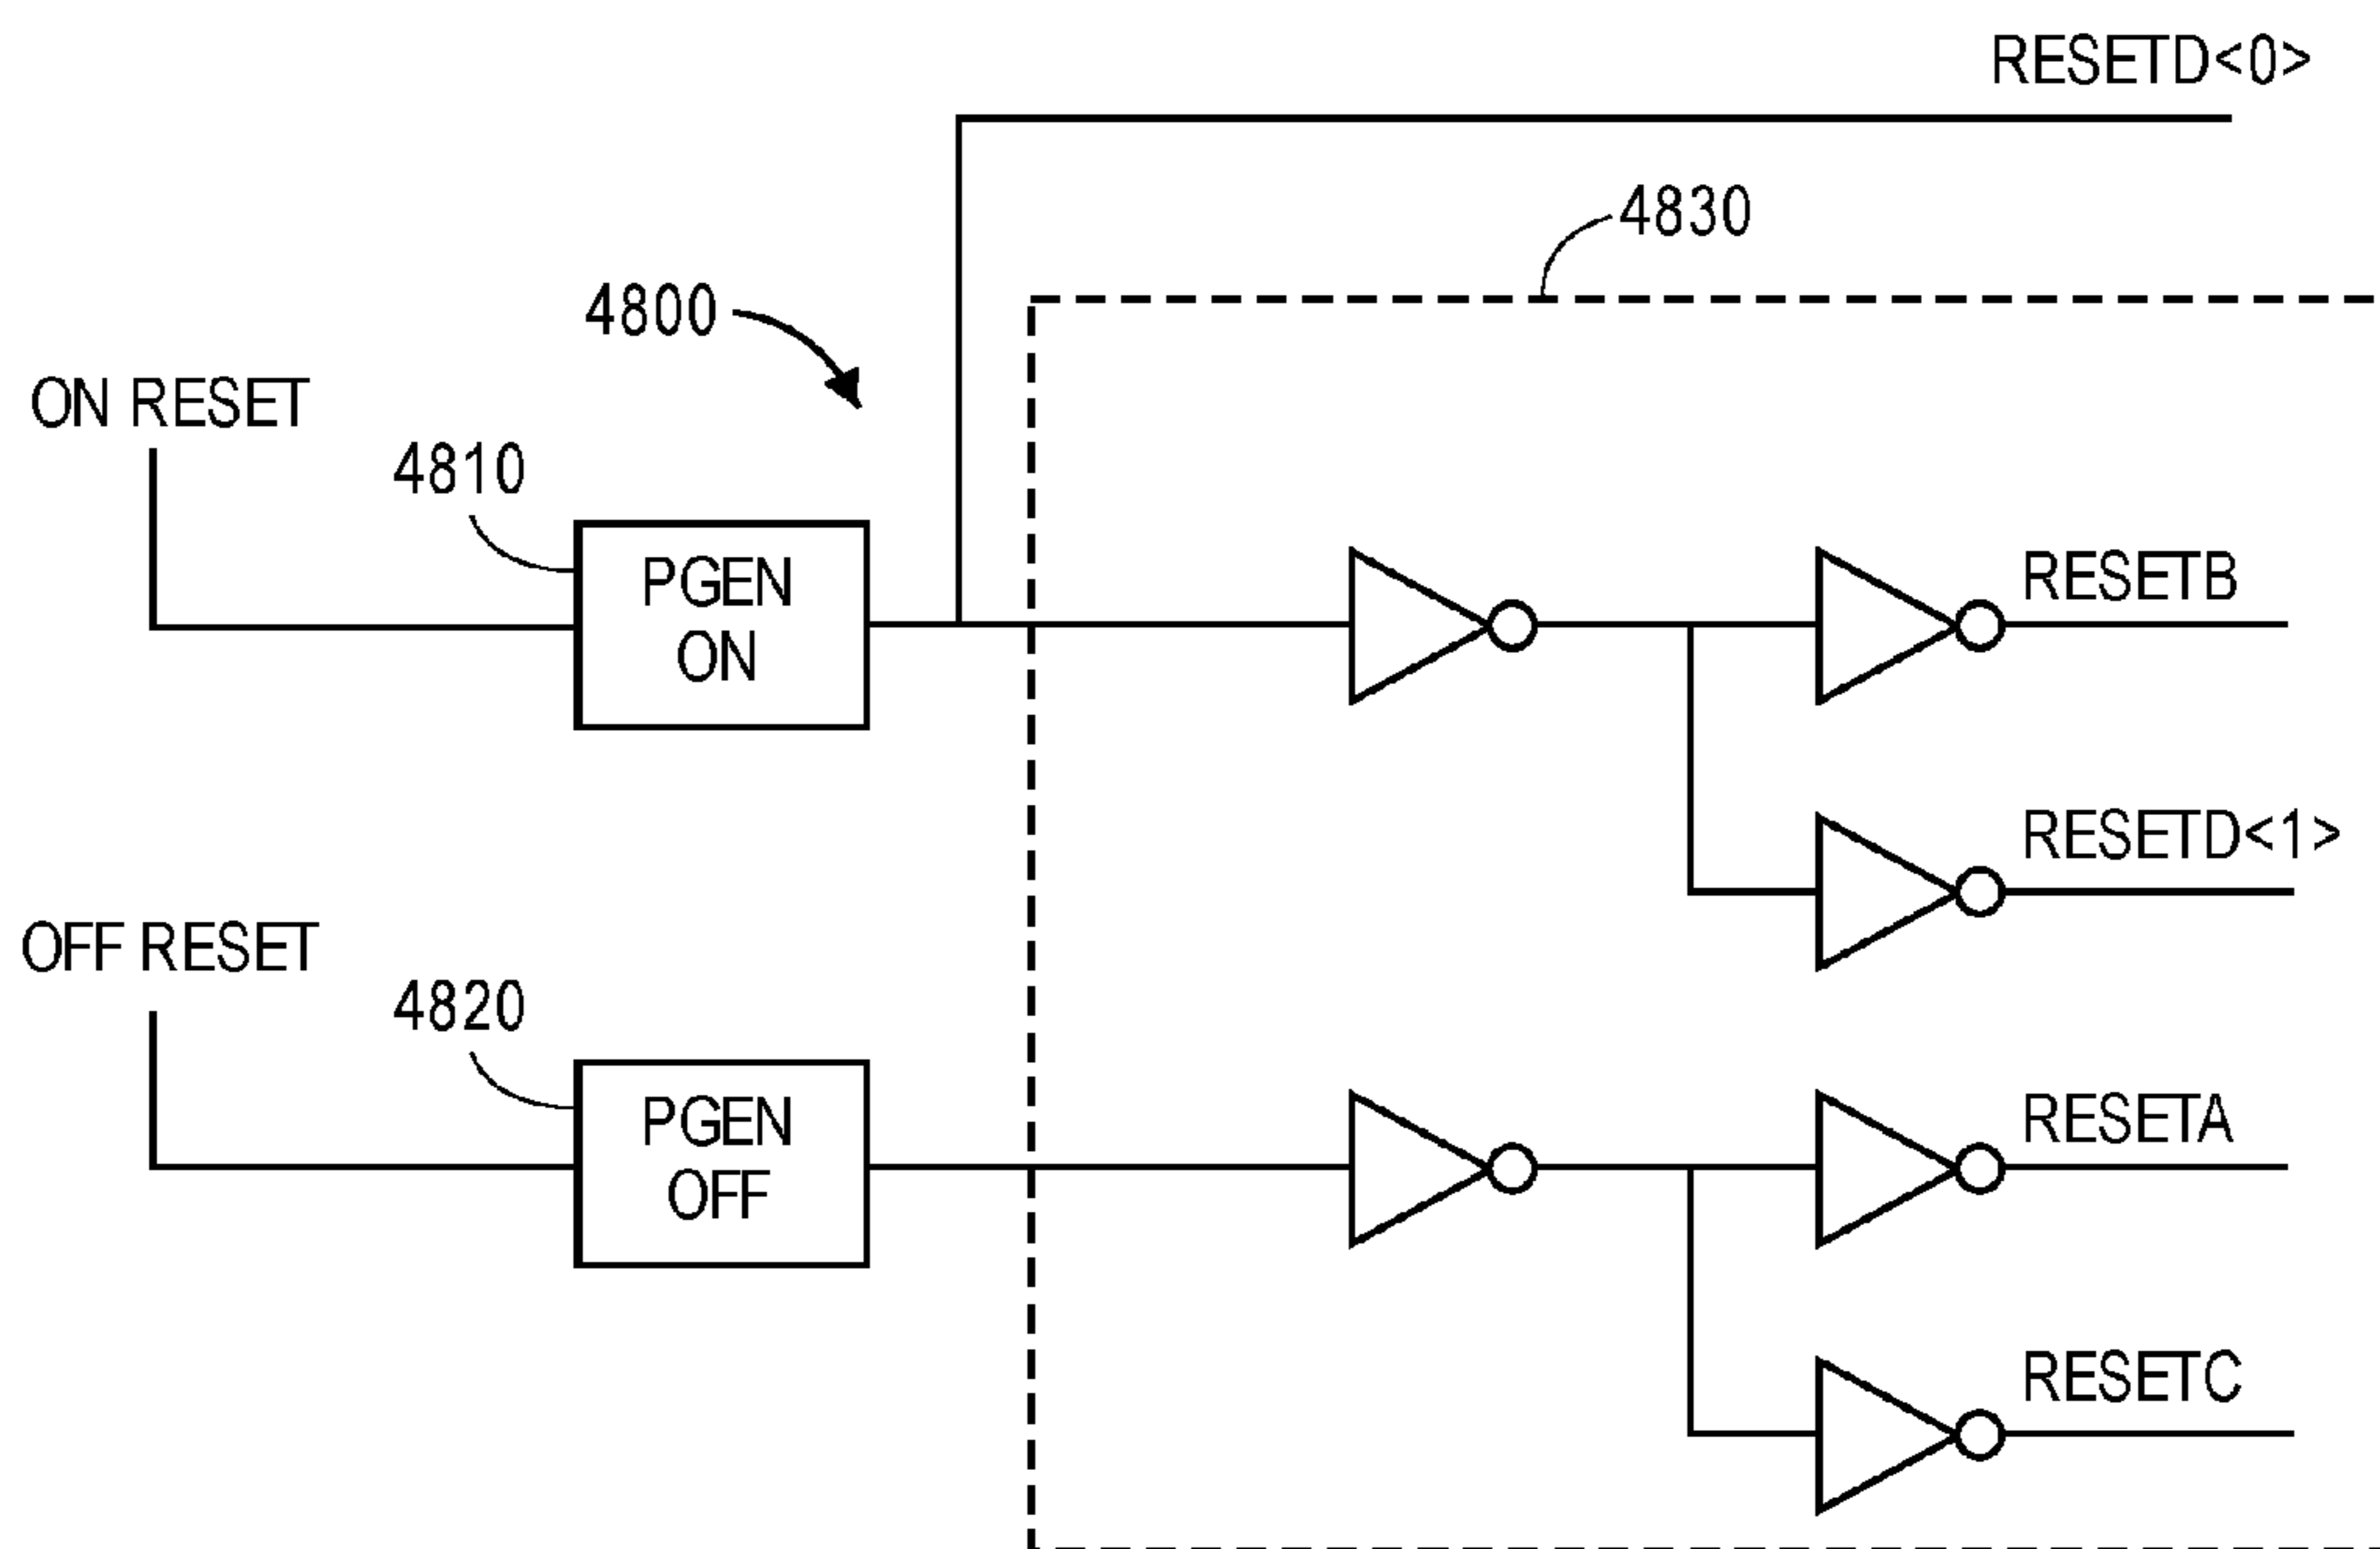 RESETD<0>
4830
4800
ON RESET
4810
PGEN
ON
RESETB
RESETD<1>
OFF RESET
4820
PGEN
OFF
RESETA
RESETC